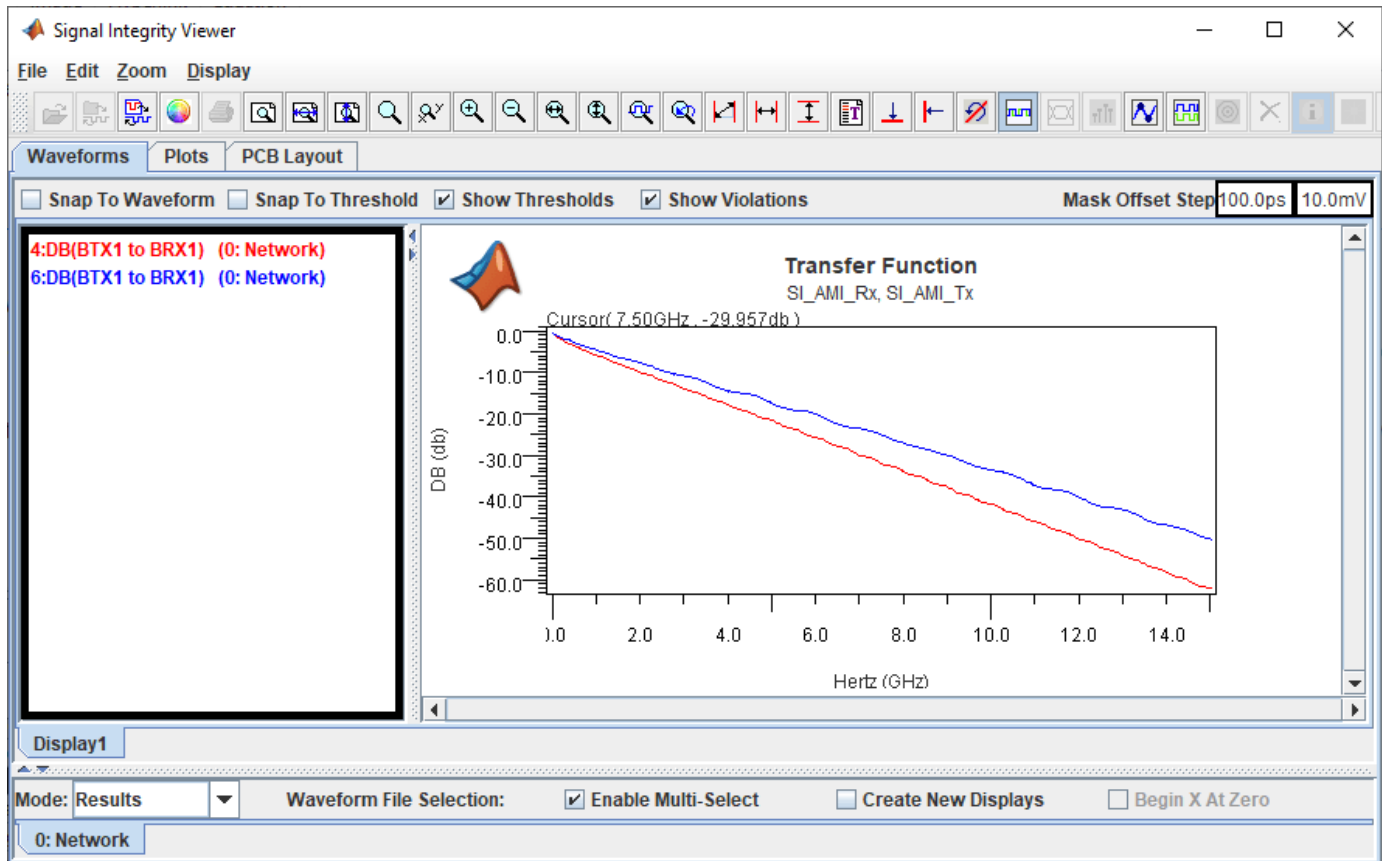 Signal Integrity Viewer
File Edit Zoom Display
Waveforms Plots PCB Layout
Snap To Waveform Snap To Threshold Show Thresholds Show Violations Mask Offset Step 100.0ps 10.0mV
4:DB(BTX1 to BRX1) (0: Network)
6:DB(BTX1 to BRX1) (0: Network)
Transfer Function
SI_AMI_Rx, SI_AMI_Tx
Cursor( 7.50GHz , -29.957db )
0.0
-10.0
-20.0
-30.0
-40.0
-50.0
-60.0
DB (db)
).0 2.0 4.0 6.0 8.0 10.0 12.0 14.0
Hertz (GHz)
Display1
Mode: Results Waveform File Selection: Enable Multi-Select Create New Displays Begin X At Zero
0: Network